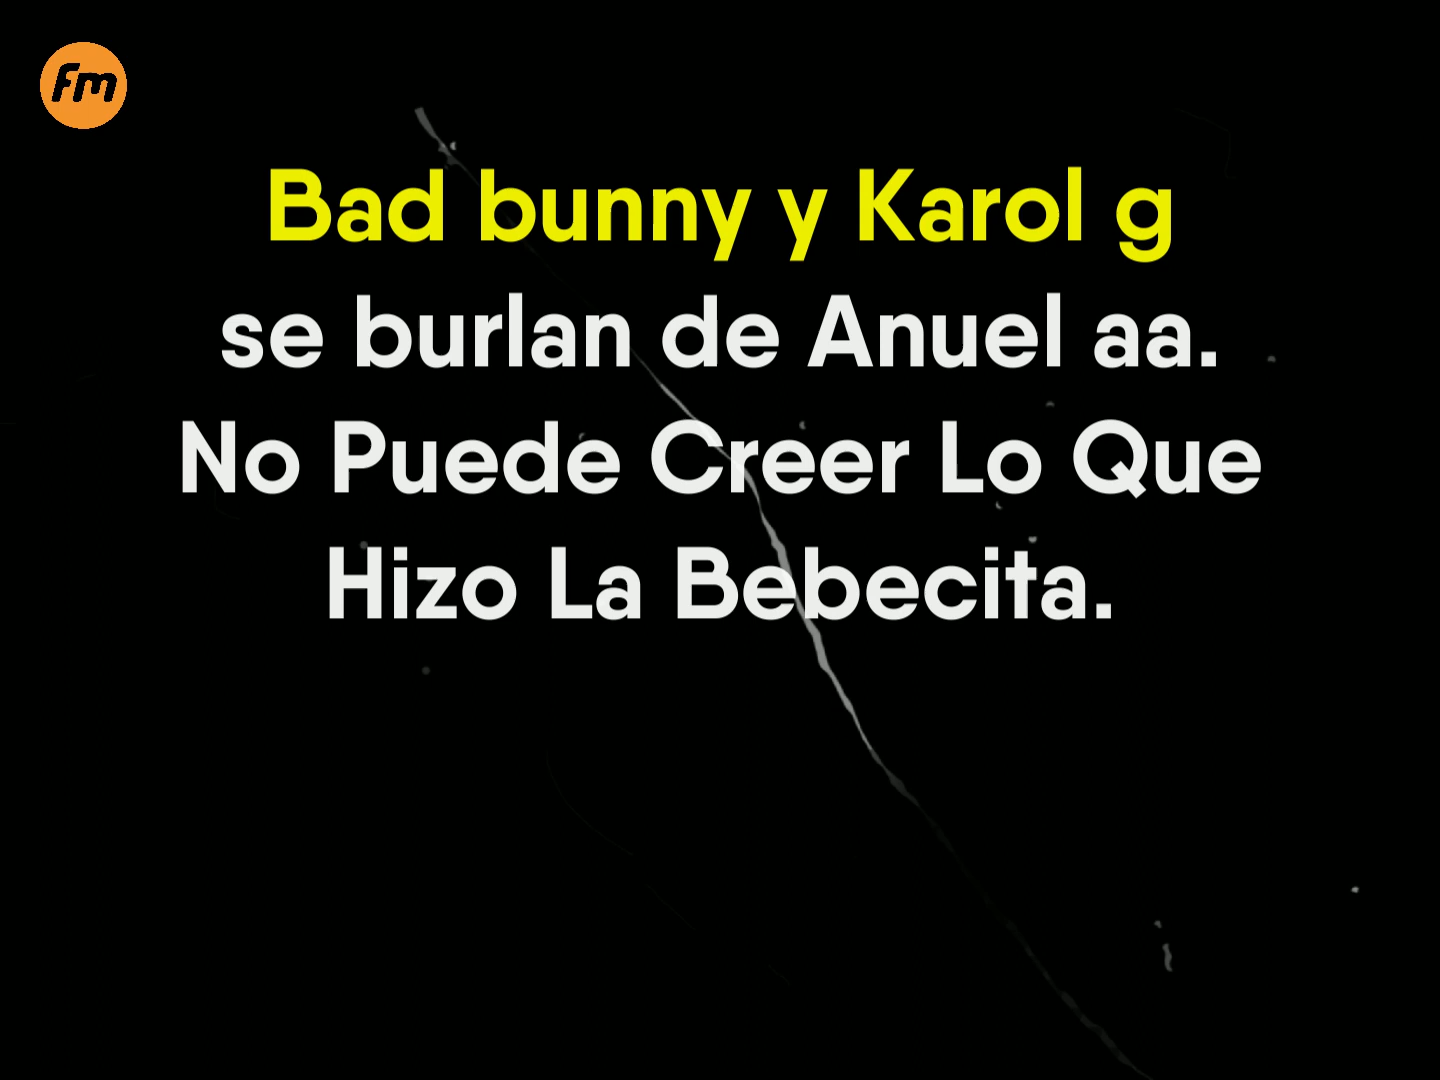 fm
Bad bunny y Karol g
se burlan de Anuel aa.
No Puede Creer Lo Que
Hizo La Bebecita.